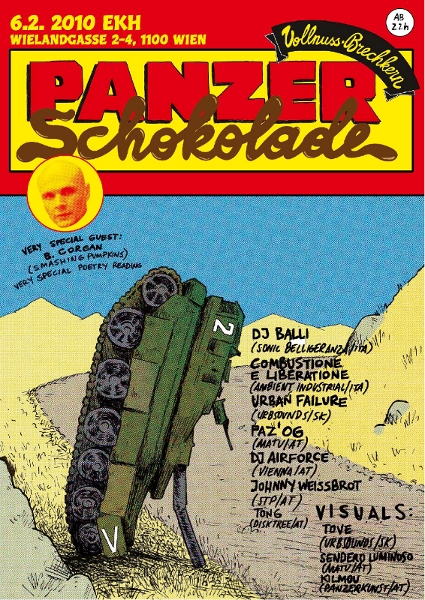 6.2. 2010 EKH
WIELANDGASSE 2-4, 1100 WIEN
AB
22h
Vollnuss-Brechkern
PANZER
Schokolade
VERY SPECIAL GUEST:
B. CORGAN
(SMASHING PUMPKINS)
VERY SPECIAL POETRY READING
2
V
DJ BALLI
(SONIC BELLIGERANZA/ITA)
COMBUSTIONE
E LIBERATIONE
(AMBIENT INDUSTRIAL/ITA)
URBAN FAILURE
(URBSOUNDS/SK)
PAZ'OG
(MATU/AT)
DJ AIRFORCE
(VIENNA/AT)
JOHNNY WEISSBROT
(STP/AT)
TONG
(DISKTREE/AT)
VISUALS:
TOVE
(URBSOUNDS/SK)
SENDERO LUMINOSO
(MATU/AT)
KILMOU
(PANZERKUNST/AT)